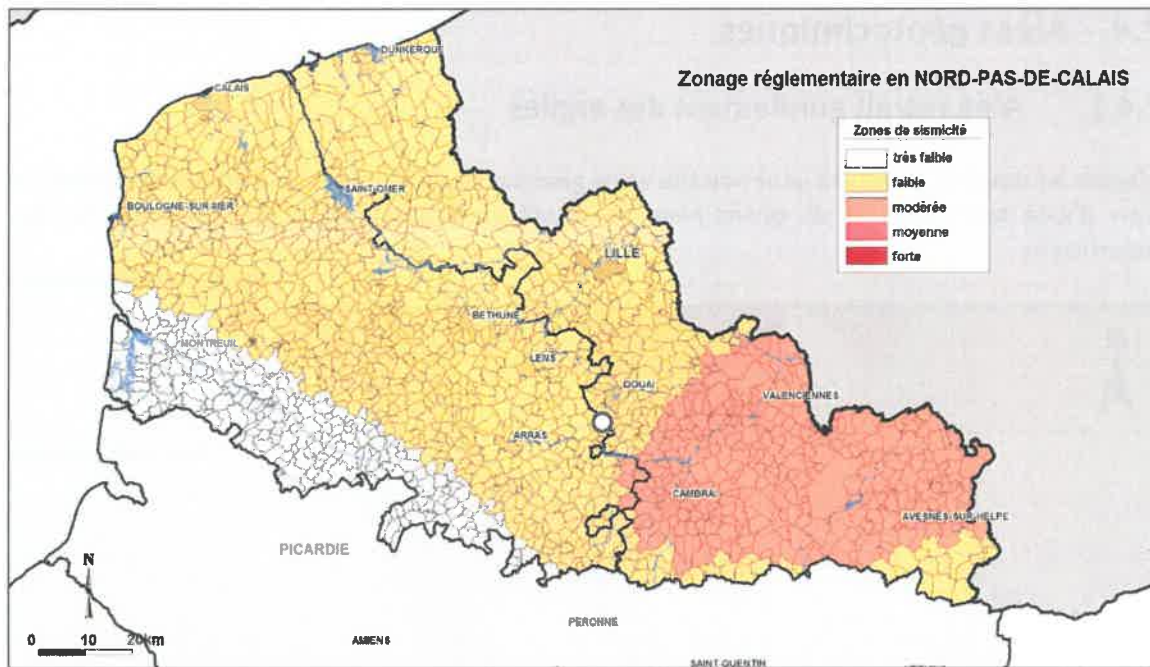 DUNKERQUE
Zonage réglementaire en NORD-PAS-DE-CALAIS
CALAIS
Zones de sismicité
très faible
faible
modérée
moyenne
forte
SAINT-OMER
BOULOGNE-SUR-MER
LILLE
BETHUNE
MONTREUIL
LENS
DOUAI
VALENCIENNES
ARRAS
CAMBRAI
AVESNES-SUR-HELPE
PICARDIE
N
PERONNE
0 10 20km
AMIENS
SAINT QUENTIN